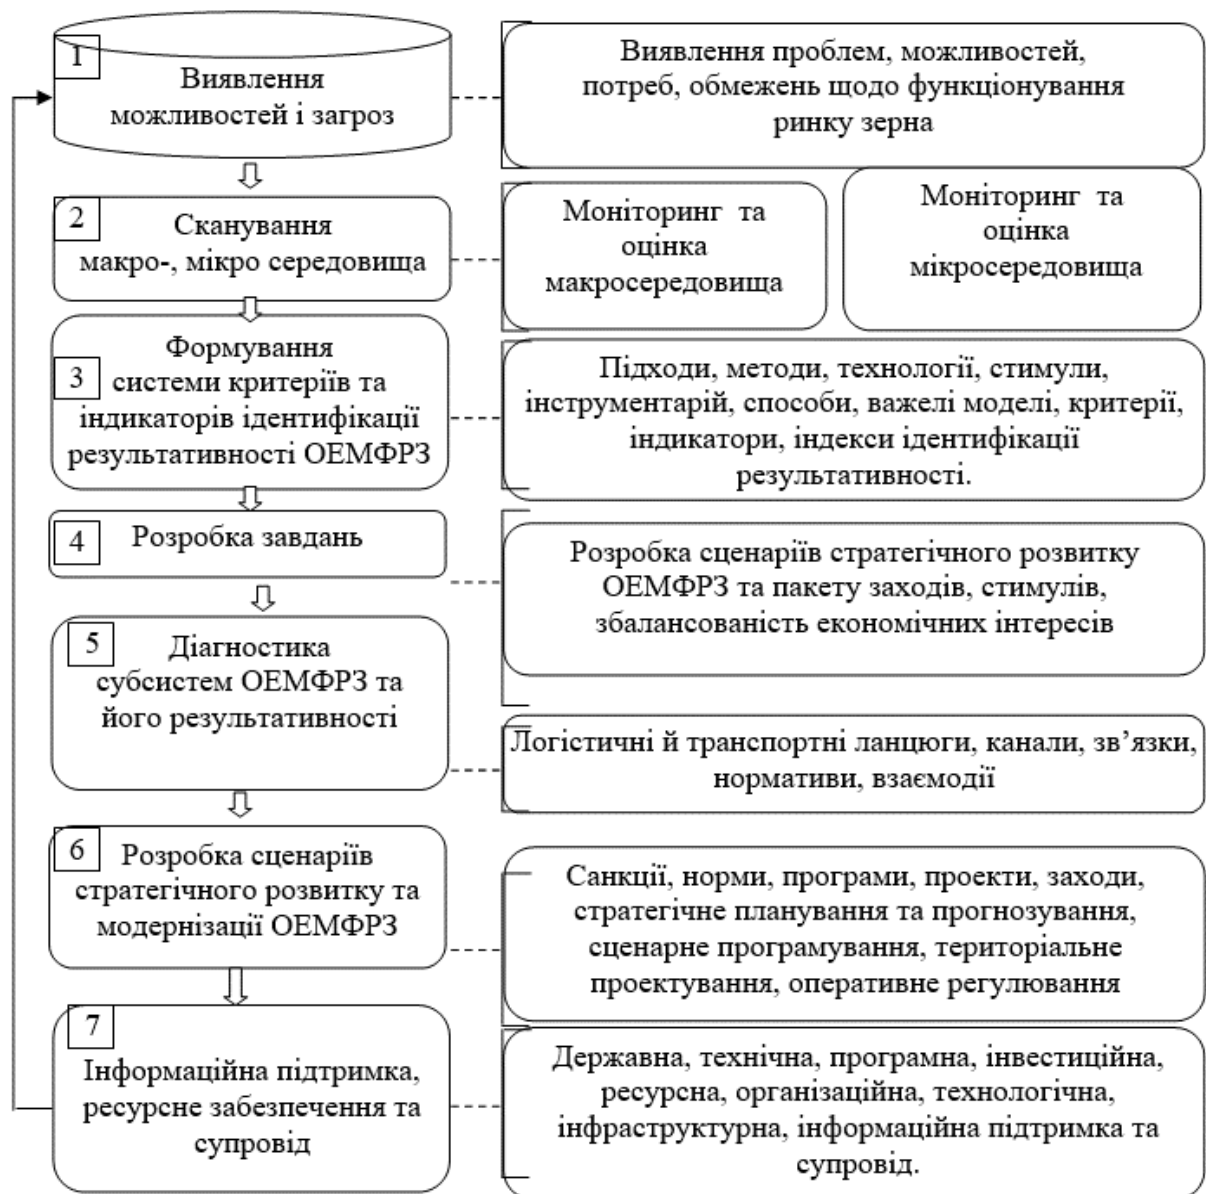 1
Виявлення
можливостей і загроз
Виявлення проблем, можливостей,
потреб, обмежень щодо функціонування
ринку зерна
2
Сканування
макро-, мікро середовища
Моніторинг та
оцінка
макросередовища
Моніторинг та
оцінка
мікросередовища
3
Формування
системи критеріїв та
індикаторів ідентифікації
результативності ОЕМФРЗ
Підходи, методи, технології, стимули,
інструментарій, способи, важелі моделі, критерії,
індикатори, індекси ідентифікації
результативності.
4
Розробка завдань
Розробка сценаріїв стратегічного розвитку
ОЕМФРЗ та пакету заходів, стимулів,
збалансованість економічних інтересів
5
Діагностика
субсистем ОЕМФРЗ та
його результативності
Логістичні й транспортні ланцюги, канали, зв’язки,
нормативи, взаємодії
6
Розробка сценаріїв
стратегічного розвитку та
модернізації ОЕМФРЗ
Санкції, норми, програми, проекти, заходи,
стратегічне планування та прогнозування,
сценарне програмування, територіальне
проектування, оперативне регулювання
7
Інформаційна підтримка,
ресурсне забезпечення та
супровід
Державна, технічна, програмна, інвестиційна,
ресурсна, організаційна, технологічна,
інфраструктурна, інформаційна підтримка та
супровід.